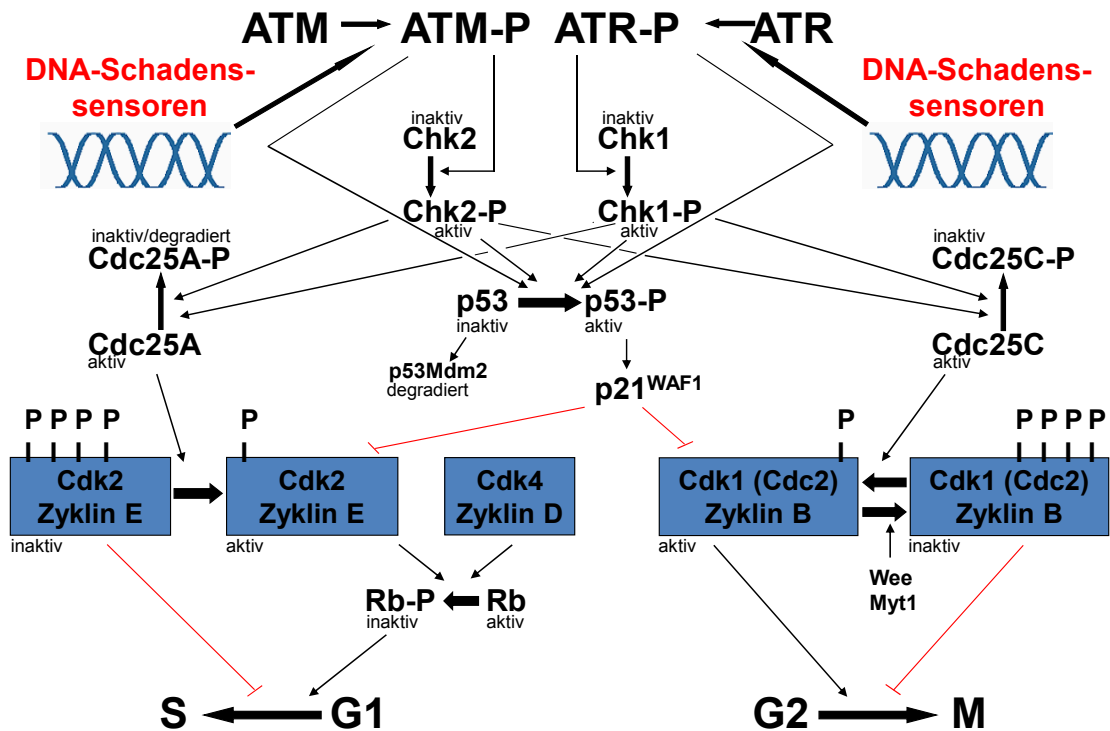 ATM ATM-P ATR-P ATR
DNA-Schadens-
sensoren
DNA-Schadens-
sensoren
inaktiv
Chk2
inaktiv
Chk1
Chk2-P
aktiv
Chk1-P
aktiv
inaktiv/degradiert
Cdc25A-P
inaktiv
Cdc25C-P
p53
inaktiv
p53-P
aktiv
Cdc25A
aktiv
Cdc25C
aktiv
p53Mdm2
degradiert
p21WAF1
P P P P
P
P
P P P P
Cdk2
Zyklin E
inaktiv
Cdk2
Zyklin E
aktiv
Cdk4
Zyklin D
Cdk1 (Cdc2)
Zyklin B
aktiv
Cdk1 (Cdc2)
Zyklin B
inaktiv
Wee
Myt1
Rb-P
inaktiv
Rb
aktiv
S G1 G2 M